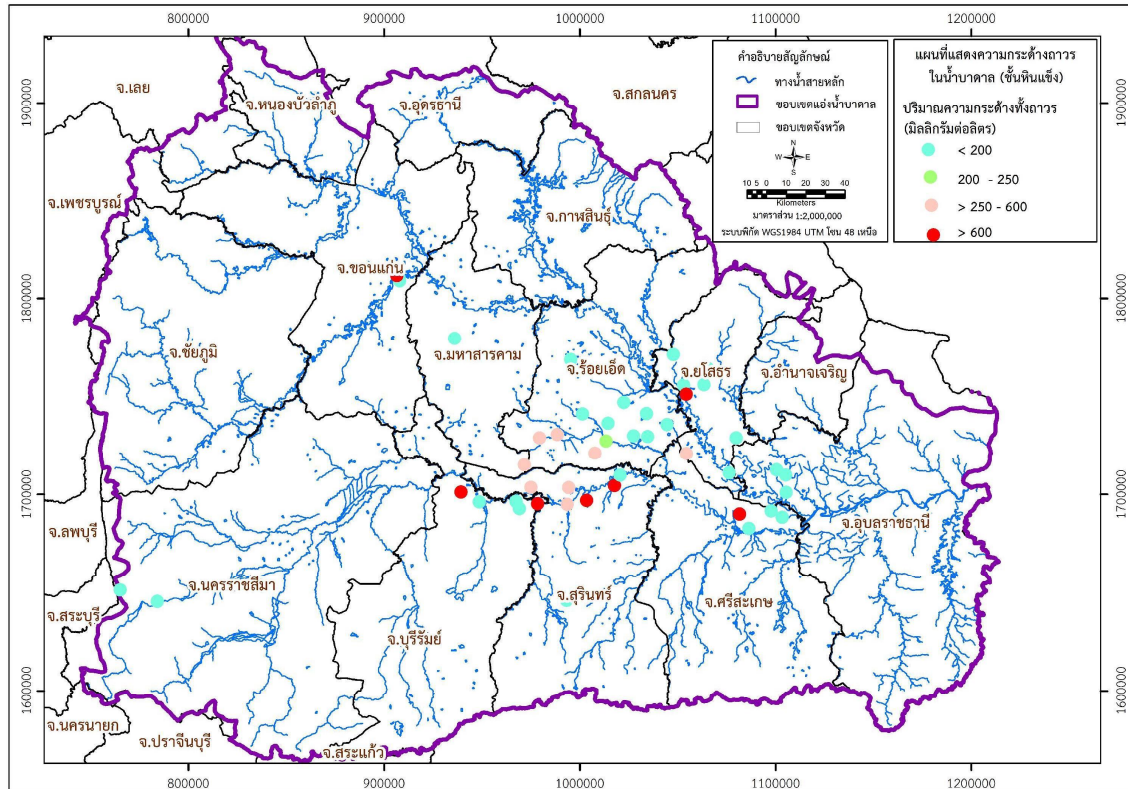 800000 900000 1000000 1100000 1200000
คำอธิบายสัญลักษณ์
ทางน้ำสายหลัก
ขอบเขตแอ่งน้ำบาดาล
ขอบเขตจังหวัด
N
W E
S
10 5 0 10 20 30 40
Kilometers
มาตราส่วน 1:2,000,000
ระบบพิกัด WGS1984 UTM โซน 48 เหนือ
แผนที่แสดงความกระด้างถาวร
ในน้ำบาดาล (ชั้นหินแข็ง)
ปริมาณความกระด้างทั้งถาวร
(มิลลิกรัมต่อลิตร)
< 200
200 - 250
> 250 - 600
> 600
จ.เลย
จ.หนองบัวลำภู
จ.อุดรธานี
จ.สกลนคร
1900000 1900000
จ.เพชรบูรณ์
จ.กาฬสินธุ์
จ.ขอนแก่น
1800000 1800000
จ.ชัยภูมิ
จ.มหาสารคาม
จ.ร้อยเอ็ด
จ.ยโสธร
จ.อำนาจเจริญ
1700000 1700000
จ.ลพบุรี
จ.อุบลราชธานี
จ.นครราชสีมา
จ.สระบุรี
จ.สุรินทร์
จ.ศรีสะเกษ
จ.บุรีรัมย์
1600000 1600000
จ.นครนายก
จ.ปราจีนบุรี
จ.สระแก้ว
800000 900000 1000000 1100000 1200000